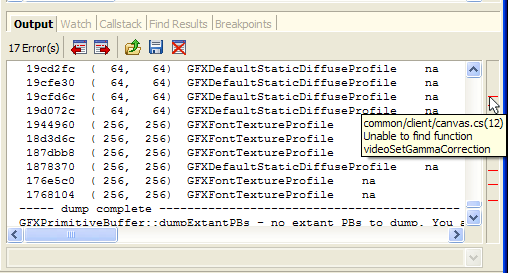 Output Watch Callstack Find Results Breakpoints
17 Error(s)
19cd2fc ( 64, 64) GFXDefaultStaticDiffuseProfile na
19cfe30 ( 64, 64) GFXDefaultStaticDiffuseProfile na
19cfd6c ( 64, 64) GFXDefaultStaticDiffuseProfile na
19d072c ( 64, 64) GFXDefaultStaticDiffuseProfile na
1944960 ( 256, 256) GFXFontTextureProfile
18d3d6c ( 256, 256) GFXFontTextureProfile
187dbb8 ( 256, 256) GFXFontTextureProfile
1878370 ( 256, 256) GFXDefaultStaticDiffuseProfile na
176e5c0 ( 256, 256) GFXFontTextureProfile na
1768104 ( 256, 256) GFXFontTextureProfile na
common/client/canvas.cs(12)
Unable to find function
videoSetGammaCorrection
------ dump complete ------------------------------------
GFXPrimitiveBuffer::dumpExtantPBs - no extant PBs to dump. You a